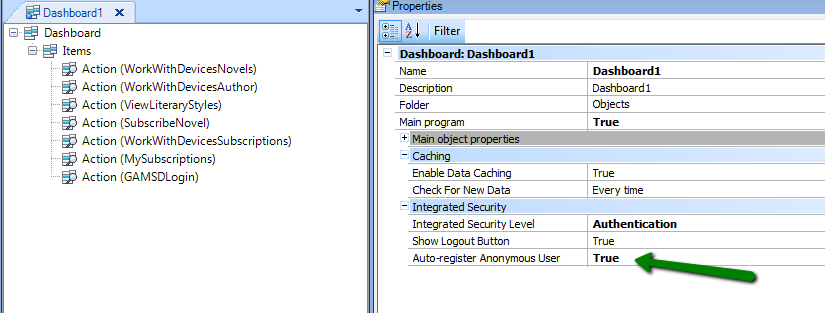 Dashboard1 X
Dashboard
Items
Action (WorkWithDevicesNovels)
Action (WorkWithDevicesAuthor)
Action (ViewLiteraryStyles)
Action (SubscribeNovel)
Action (WorkWithDevicesSubscriptions)
Action (MySubscriptions)
Action (GAMSDLogin)
Properties
Filter
Dashboard: Dashboard1
Name Dashboard1
Description Dashboard1
Folder Objects
Main program True
Main object properties
Caching
Enable Data Caching True
Check For New Data Every time
Integrated Security
Integrated Security Level Authentication
Show Logout Button True
Auto-register Anonymous User True